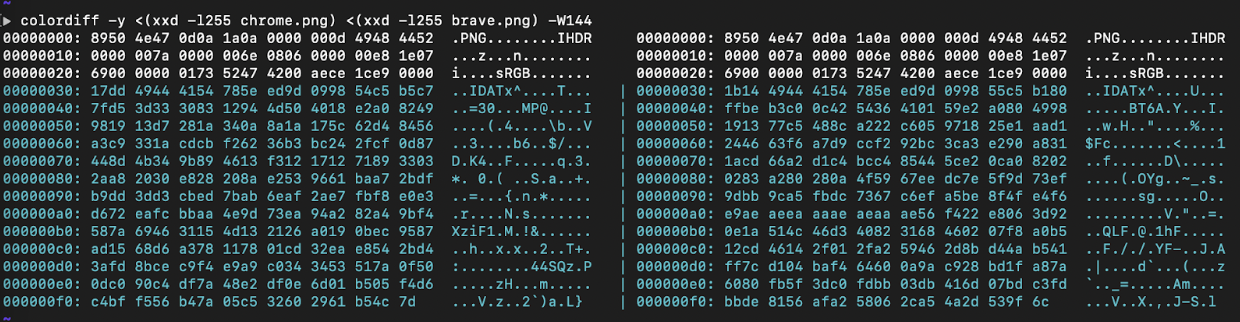 ~
▶ colordiff -y <(xxd -l255 chrome.png) <(xxd -l255 brave.png) -W144
00000000: 8950 4e47 0d0a 1a0a 0000 000d 4948 4452  .PNG........IHDR    00000000: 8950 4e47 0d0a 1a0a 0000 000d 4948 4452  .PNG........IHDR
00000010: 0000 007a 0000 006e 0806 0000 00e8 1e07  ...z...n........    00000010: 0000 007a 0000 006e 0806 0000 00e8 1e07  ...z...n........
00000020: 6900 0000 0173 5247 4200 aece 1ce9 0000  i....sRGB.......    00000020: 6900 0000 0173 5247 4200 aece 1ce9 0000  i....sRGB.......
00000030: 17dd 4944 4154 785e ed9d 0998 54c5 b5c7  ..IDATx^....T...  | 00000030: 1b14 4944 4154 785e ed9d 0998 55c5 b180  ..IDATx^....U...
00000040: 7fd5 3d33 3083 1294 4d50 4018 e2a0 8249  ..=30...MP@....I  | 00000040: ffbe b3c0 0c42 5436 4101 59e2 a080 4998  .....BT6A.Y...I.
00000050: 9819 13d7 281a 340a 8a1a 175c 62d4 8456  ....(.4....\b..V  | 00000050: 1913 77c5 488c a222 c605 9718 25e1 aad1  ..w.H.."....%...
00000060: a3c9 331a cdcb f262 36b3 bc24 2fcf 0d87  ..3....b6..$/...  | 00000060: 2446 63f6 a7d9 ccf2 92bc 3ca3 e290 a831  $Fc.......<....1
00000070: 448d 4b34 9b89 4613 f312 1712 7189 3303  D.K4..F.....q.3.  | 00000070: 1acd 66a2 d1c4 bcc4 8544 5ce2 0ca0 8202  ..f......D\.....
00000080: 2aa8 2030 e828 208a e253 9661 baa7 2bdf  *. 0.( ..S.a..+.  | 00000080: 0283 a280 280a 4f59 67ee dc7e 5f9d 73ef  ....(.OYg..~_.s.
00000090: b9dd 3dd3 cbed 7bab 6eaf 2ae7 fbf8 e0e3  ..=...{.n.*.....  | 00000090: 9dbb 9ca5 fbdc 7367 c6ef a5be 8f4f e4f6  ......sg.....O..
000000a0: d672 eafc bbaa 4e9d 73ea 94a2 82a4 9bf4  .r....N.s.......  | 000000a0: e9ae aeea aaae aeaa ae56 f422 e806 3d92  .........V."..=.
000000b0: 587a 6946 3115 4d13 2126 a019 0bec 9587  XziF1.M.!&......  | 000000b0: 0e1a 514c 46d3 4082 3168 4602 07f8 a0b5  ..QLF.@.1hF.....
000000c0: ad15 68d6 a378 1178 01cd 32ea e854 2bd4  ..h..x.x..2..T+.  | 000000c0: 12cd 4614 2f01 2fa2 5946 2d8b d44a b541  ..F././.YF-..J.A
000000d0: 3afd 8bce c9f4 e9a9 c034 3453 517a 0f50  :........44SQz.P  | 000000d0: ff7c d104 baf4 6460 0a9a c928 bd1f a87a  .|....d`...(...z
000000e0: 0dc0 90c4 df7a 48e2 df0e 6d01 b505 f4d6  .....zH...m.....  | 000000e0: 6080 fb5f 3dc0 fdbb 03db 416d 07bd c3fd  `.._=.....Am....
000000f0: c4bf f556 b47a 05c5 3260 2961 b54c 7d    ...V.z..2`)a.L}   | 000000f0: bbde 8156 afa2 5806 2ca5 4a2d 539f 6c    ...V..X.,.J-S.l
~